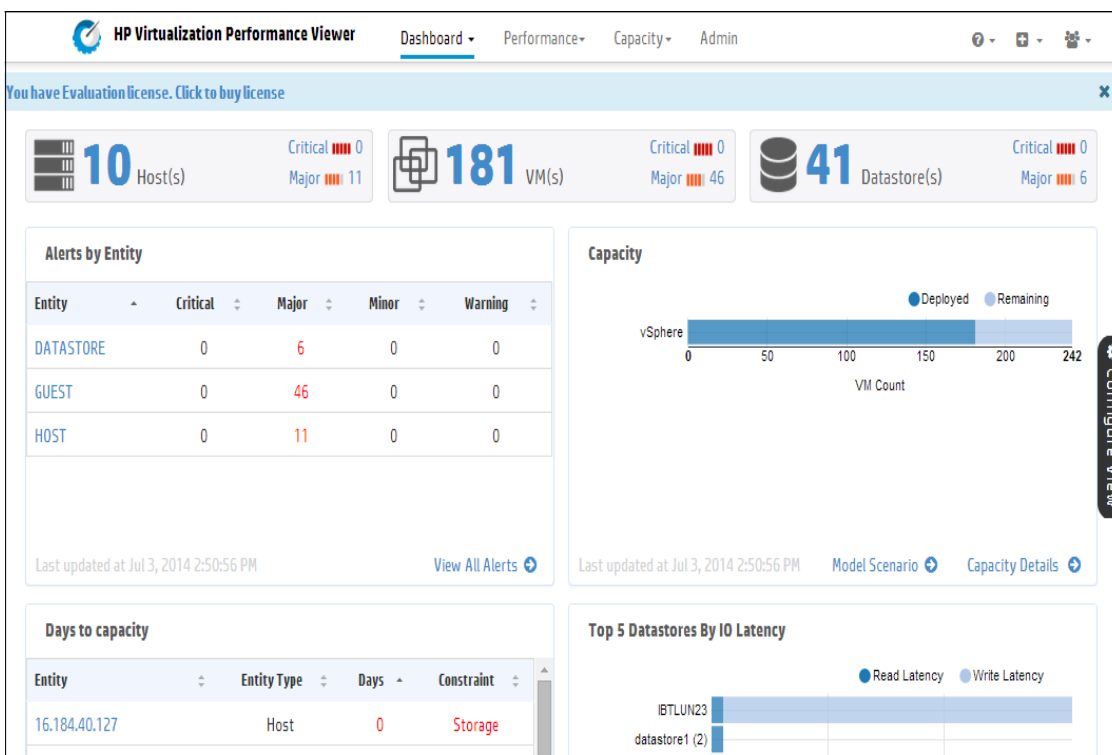 HP Virtualization Performance Viewer Dashboard Performance Capacity Admin
You have Evaluation license. Click to buy license
10 Host(s) Critical 0 Major 11
181 VM(s) Critical 0 Major 46
41 Datastore(s) Critical 0 Major 6
Alerts by Entity
Entity Critical Major Minor Warning
DATASTORE 0 6 0 0
GUEST 0 46 0 0
HOST 0 11 0 0
Last updated at Jul 3, 2014 2:50:56 PM View All Alerts
Capacity
Deployed Remaining
vSphere
0 50 100 150 200 242
VM Count
Last updated at Jul 3, 2014 2:50:56 PM Model Scenario Capacity Details
Configure View
Days to capacity
Entity Entity Type Days Constraint
16.184.40.127 Host 0 Storage
Top 5 Datastores By IO Latency
Read Latency Write Latency
IBTLUN23
datastore1 (2)